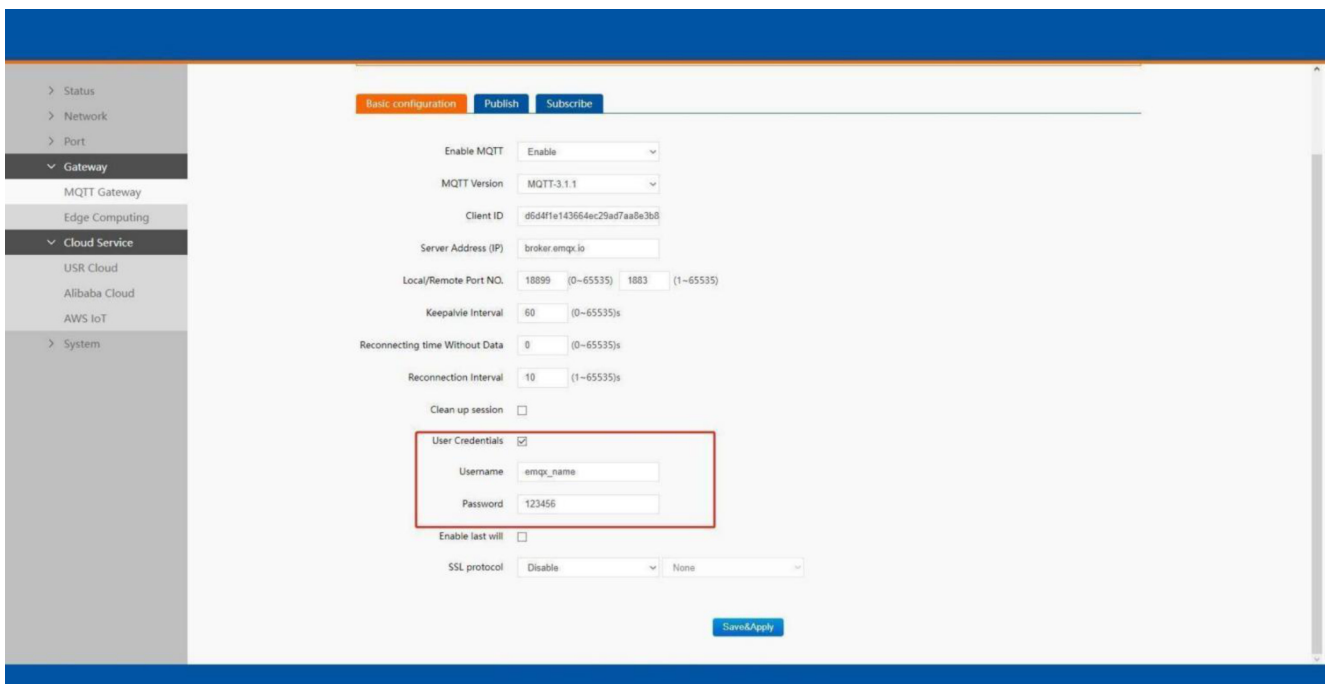 Status
Network
Port
Gateway
MQTT Gateway
Edge Computing
Cloud Service
USR Cloud
Alibaba Cloud
AWS IoT
System
Basic configuration Publish Subscribe
Enable MQTT Enable
MQTT Version MQTT-3.1.1
Client ID d6d4f1e143664ec29ad7aa8e3b8
Server Address (IP) broker.emqx.io
Local/Remote Port NO. 18899 (0~65535) 1883 (1~65535)
Keepalvie Interval 60 (0~65535)s
Reconnecting time Without Data 0 (0~65535)s
Reconnection Interval 10 (1~65535)s
Clean up session
User Credentials
Username emqx_name
Password 123456
Enable last will
SSL protocol Disable None
Save&Apply